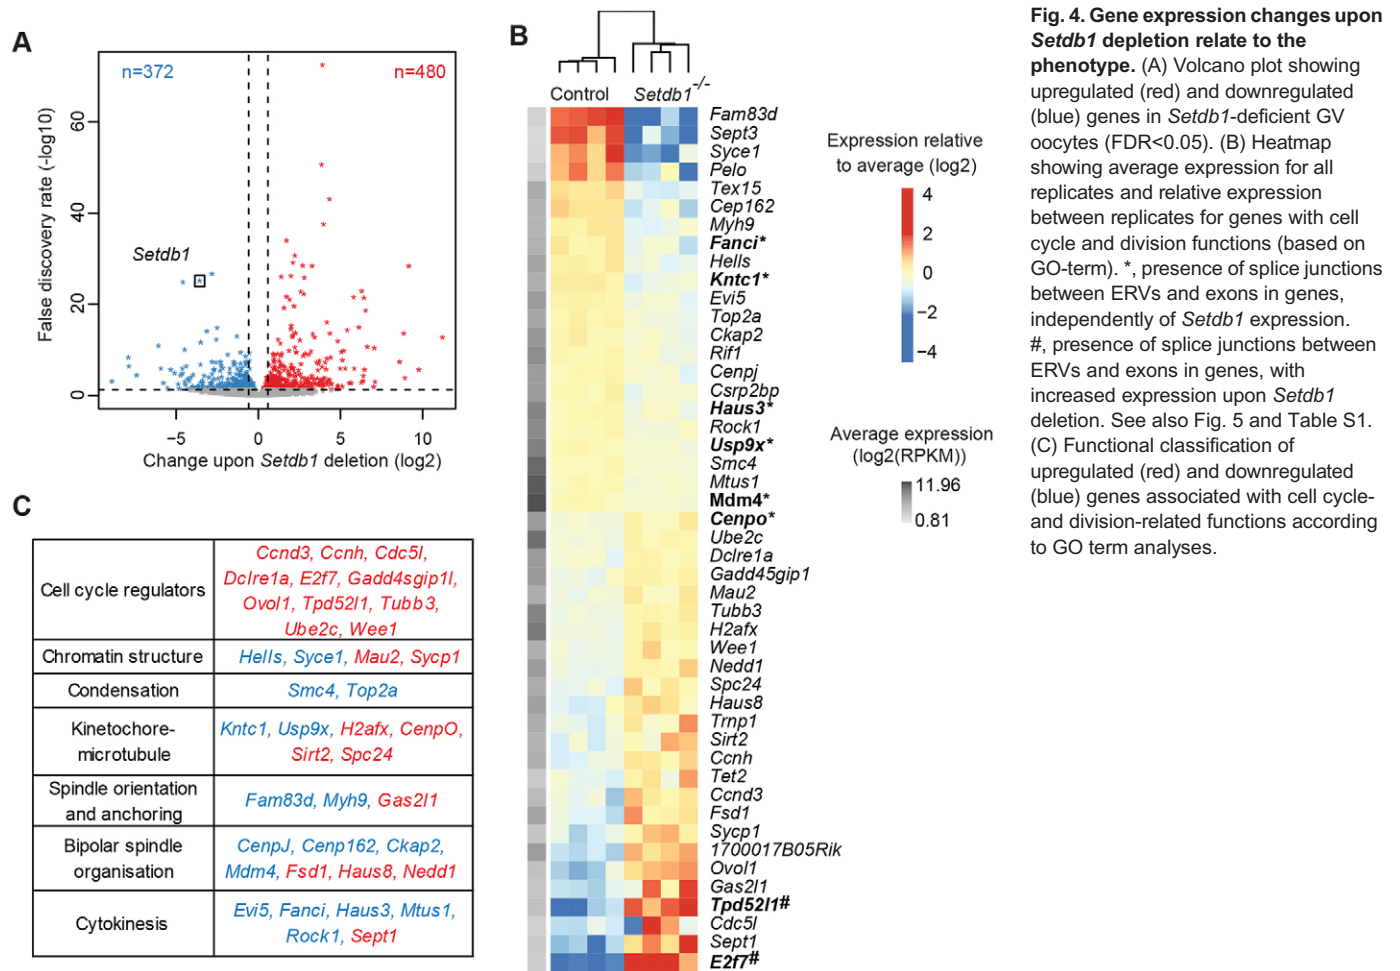 A
n=372
n=480
Setdb1
False discovery rate (-log10)
60
40
20
0
−5
0
5
10
Change upon Setdb1 deletion (log2)
B
Control
Setdb1-/-
Fam83d
Sept3
Syce1
Pelo
Tex15
Cep162
Myh9
Fanci*
Hells
Kntc1*
Evi5
Top2a
Ckap2
Rif1
Cenpj
Csrp2bp
Haus3*
Rock1
Usp9x*
Smc4
Mtus1
Mdm4*
Cenpo*
Ube2c
Dclre1a
Gadd45gip1
Mau2
Tubb3
H2afx
Wee1
Nedd1
Spc24
Haus8
Trnp1
Sirt2
Ccnh
Tet2
Ccnd3
Fsd1
Sycp1
1700017B05Rik
Ovol1
Gas2l1
Tpd52l1#
Cdc5l
Sept1
E2f7#
Expression relative
to average (log2)
4
2
0
−2
−4
Average expression
(log2(RPKM))
11.96
0.81
C
Cell cycle regulators
Ccnd3, Ccnh, Cdc5l,
Dclre1a, E2f7, Gadd4sgip1l,
Ovol1, Tpd52l1, Tubb3,
Ube2c, Wee1
Chromatin structure
Hells, Syce1, Mau2, Sycp1
Condensation
Smc4, Top2a
Kinetochore-
microtubule
Kntc1, Usp9x, H2afx, CenpO,
Sirt2, Spc24
Spindle orientation
and anchoring
Fam83d, Myh9, Gas2l1
Bipolar spindle
organisation
CenpJ, Cenp162, Ckap2,
Mdm4, Fsd1, Haus8, Nedd1
Cytokinesis
Evi5, Fanci, Haus3, Mtus1,
Rock1, Sept1
Fig. 4. Gene expression changes upon
Setdb1 depletion relate to the
phenotype. (A) Volcano plot showing
upregulated (red) and downregulated
(blue) genes in Setdb1-deficient GV
oocytes (FDR<0.05). (B) Heatmap
showing average expression for all
replicates and relative expression
between replicates for genes with cell
cycle and division functions (based on
GO-term). *, presence of splice junctions
between ERVs and exons in genes,
independently of Setdb1 expression.
#, presence of splice junctions between
ERVs and exons in genes, with
increased expression upon Setdb1
deletion. See also Fig. 5 and Table S1.
(C) Functional classification of
upregulated (red) and downregulated
(blue) genes associated with cell cycle-
and division-related functions according
to GO term analyses.